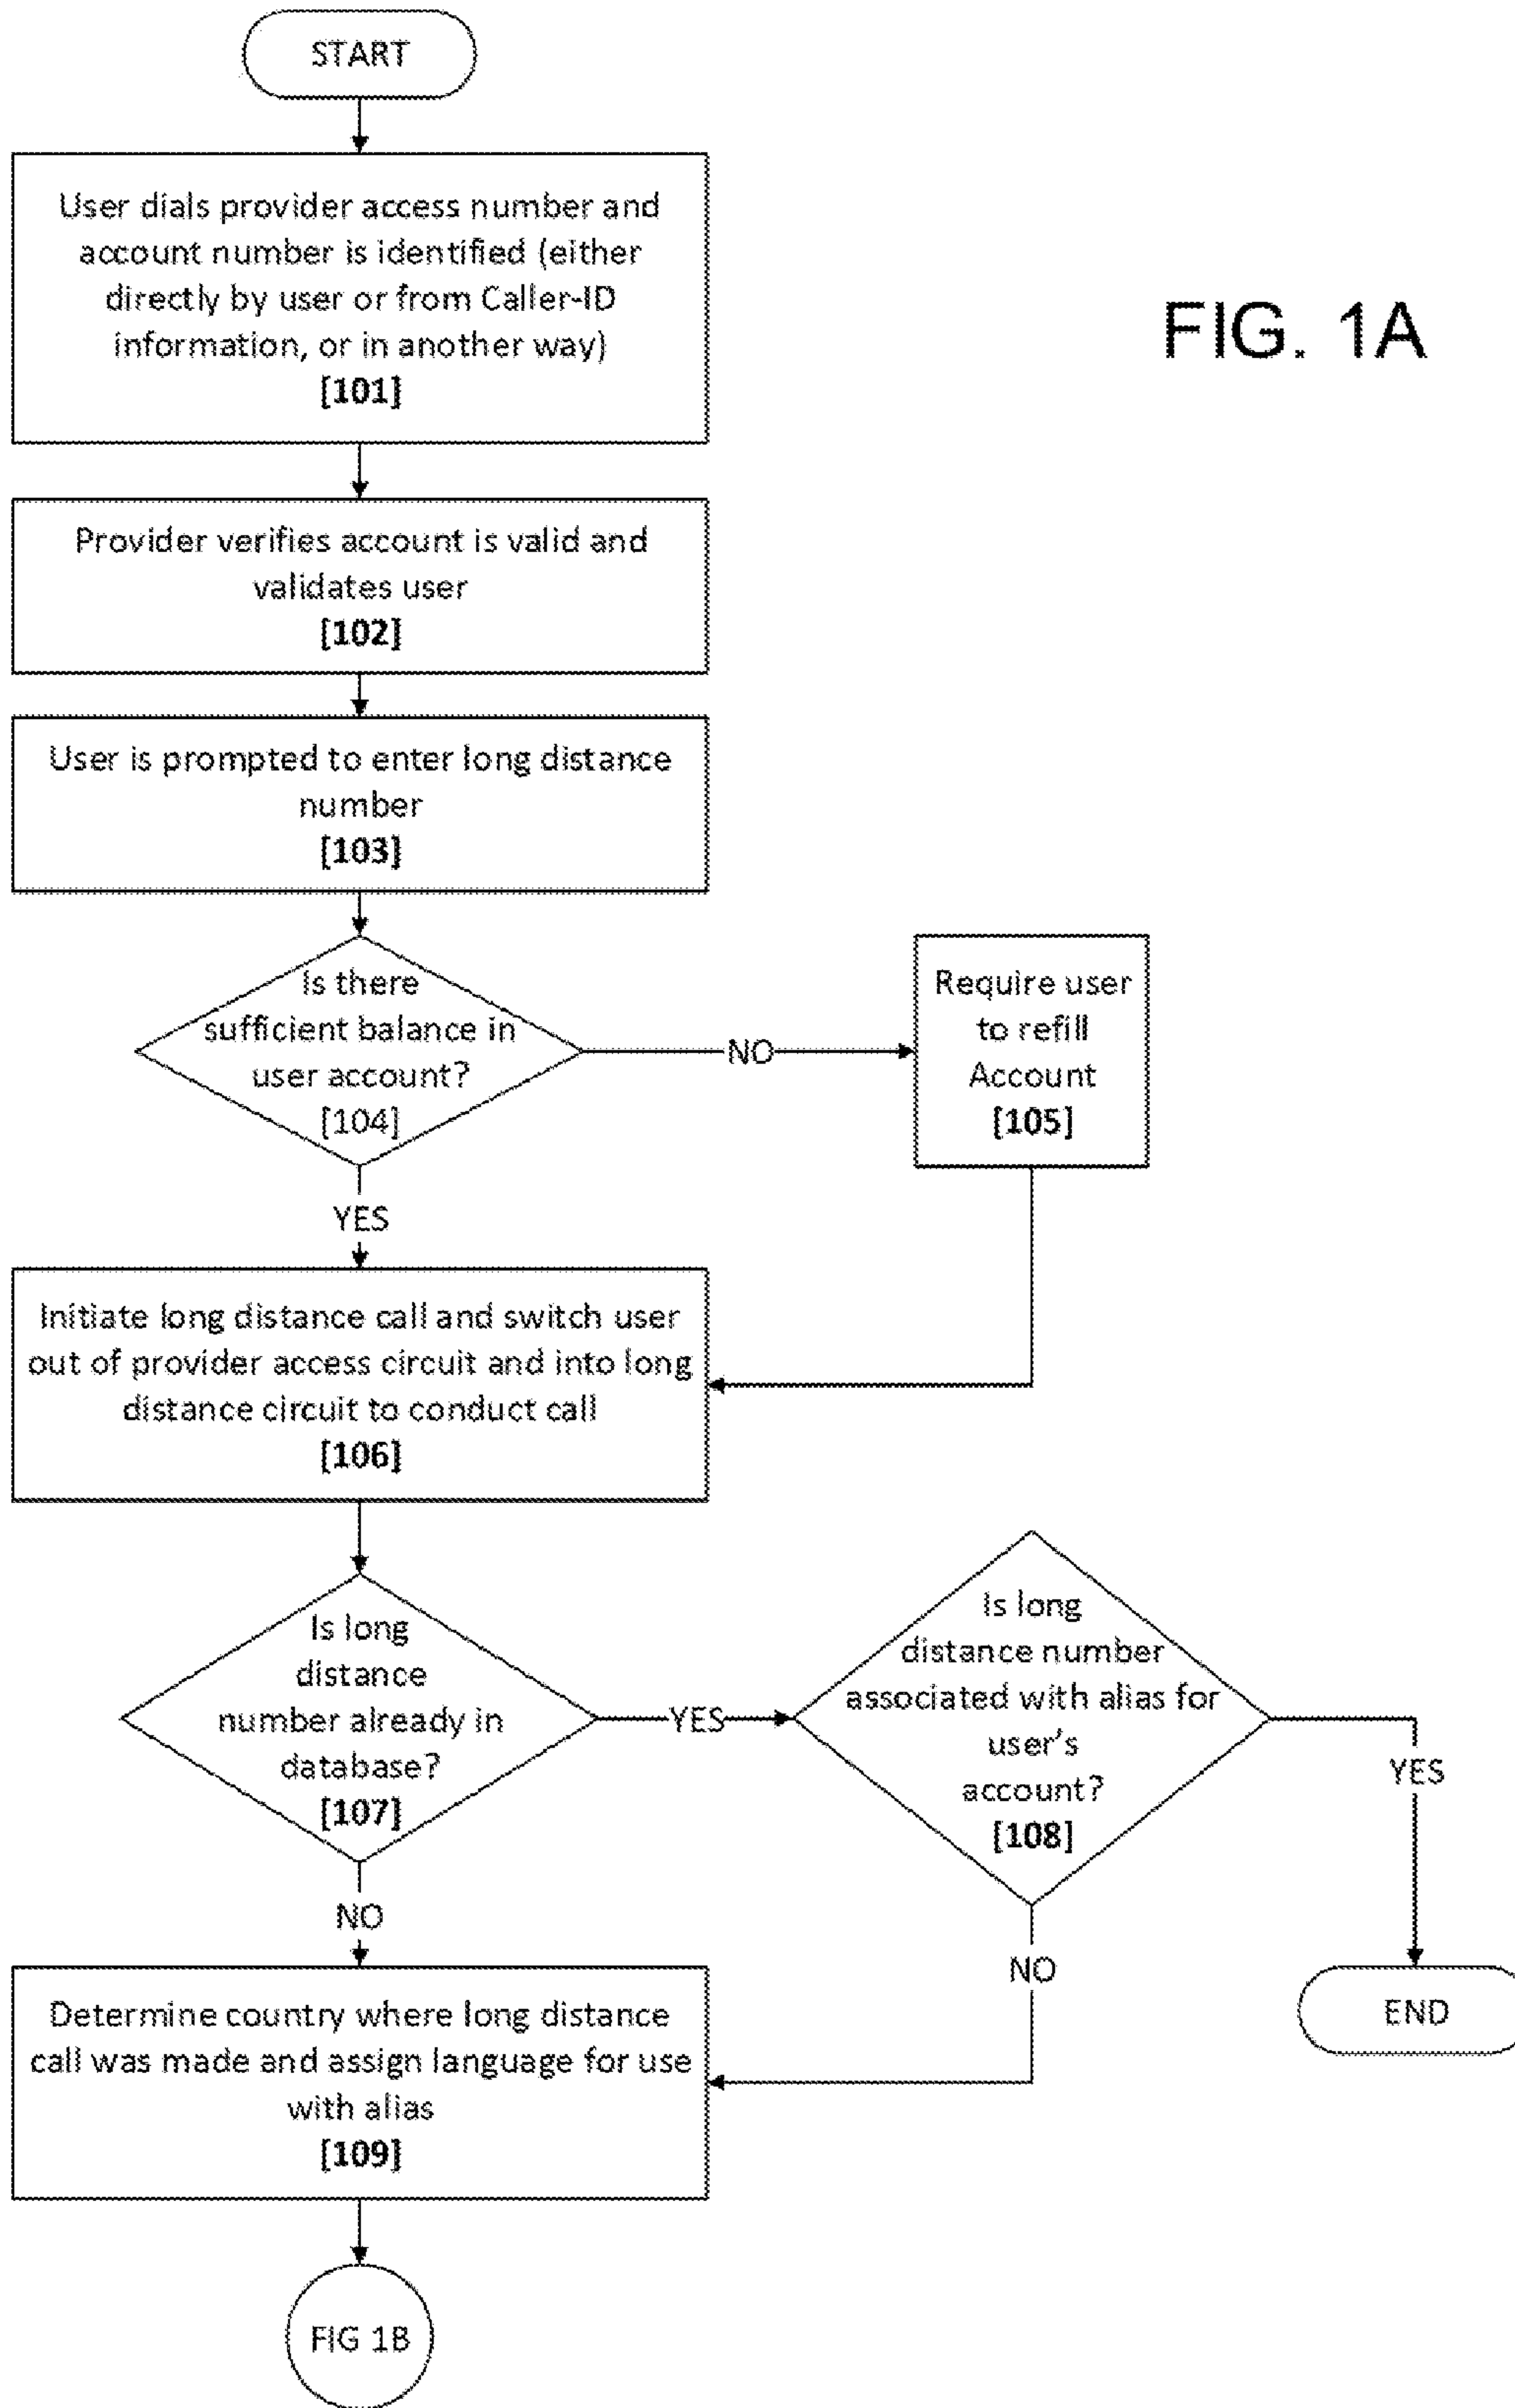 START
User dials provider access number and
account number is identified (either
directly by user or from Caller-ID
information, or in another way)
[101]
FIG. 1A
Provider verifies account is valid and
validates user
[102]
User is prompted to enter long distance
number
[103]
Is there
sufficient balance in
user account?
[104]
NO
Require user
to refill
Account
[105]
YES
Initiate long distance call and switch user
out of provider access circuit and into long
distance circuit to conduct call
[106]
Is long
distance
number already in
database?
[107]
YES
Is long
distance number
associated with alias for
user's
account?
[108]
YES
NO
NO
END
Determine country where long distance
call was made and assign language for use
with alias
[109]
FIG 1B